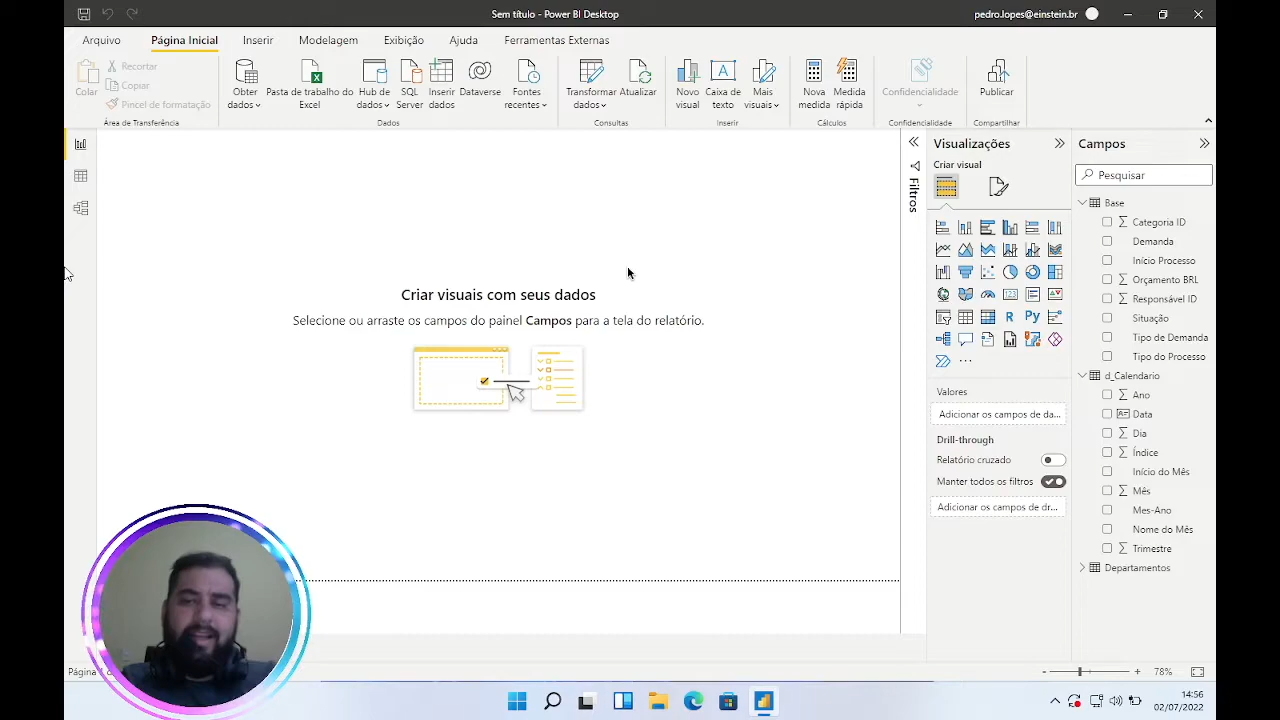 Sem título - Power BI Desktop
pedro.lopes@einstein.br
Arquivo
Página Inicial
Inserir
Modelagem
Exibição
Ajuda
Ferramentas Externas
Colar
Recortar
Copiar
Pincel de formatação
Área de Transferência
Obter dados
Pasta de trabalho do Excel
Hub de dados
SQL Server
Inserir dados
Dataverse
Fontes recentes
Dados
Transformar dados
Atualizar
Consultas
Novo visual
Caixa de texto
Mais visuais
Inserir
Nova medida
Medida rápida
Cálculos
Confidencialidade
Confidencialidade
Publicar
Compartilhar
Criar visuais com seus dados
Selecione ou arraste os campos do painel Campos para a tela do relatório.
Filtros
Visualizações
Criar visual
123
R
Py
Valores
Adicionar os campos de da...
Drill-through
Relatório cruzado
Manter todos os filtros
Adicionar os campos de dr...
Campos
Pesquisar
Base
Categoria ID
Demanda
Início Processo
Orçamento BRL
Responsável ID
Situação
Tipo de Demanda
Tipo do Processo
d_Calendario
Ano
Data
Dia
Índice
Início do Mês
Mês
Mes-Ano
Nome do Mês
Trimestre
Departamentos
Página
78%
14:56
02/07/2022